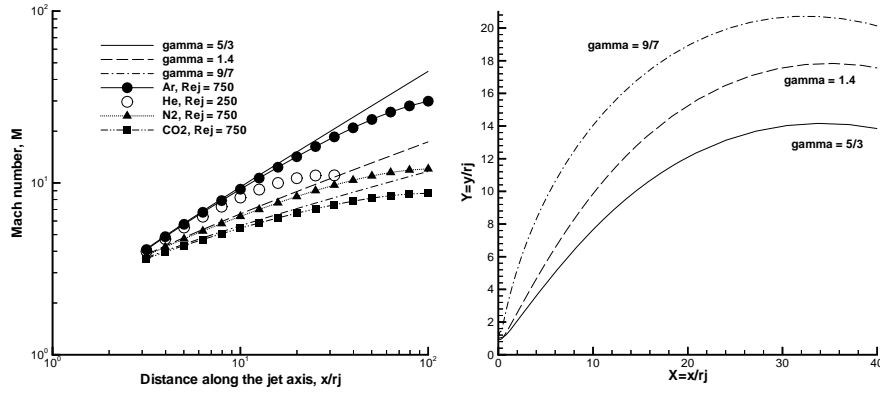 10²
gamma = 5/3
gamma = 1.4
gamma = 9/7
Ar, Rej = 750
He, Rej = 250
N2, Rej = 750
CO2, Rej = 750
Mach number, M
10¹
10⁰
10⁰
10¹
10²
Distance along the jet axis, x/rj
20
18
16
14
12
10
8
6
4
2
0
Y=y/rj
gamma = 9/7
gamma = 1.4
gamma = 5/3
0
10
20
30
40
X=x/rj